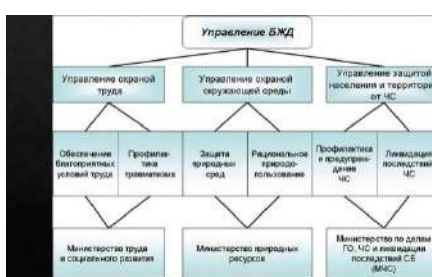 Управление БЖД
Управление охраной
труда
Управление охраной
окружающей среды
Управление защитой
населения и территори
от ЧС
Обеспечение
благоприятных
условий труда
Профилак-
тика
травматизма
Защита
природных
сред
Рациональное
природо-
пользование
Профилактика
и предупреж-
дение
ЧС
Ликвидация
последствий
ЧС
Министерство труда
и социального развития
Министерство природных
ресурсов
Министерство по делам
ГО, ЧС и ликвидации
последствий СБ
(МЧС)